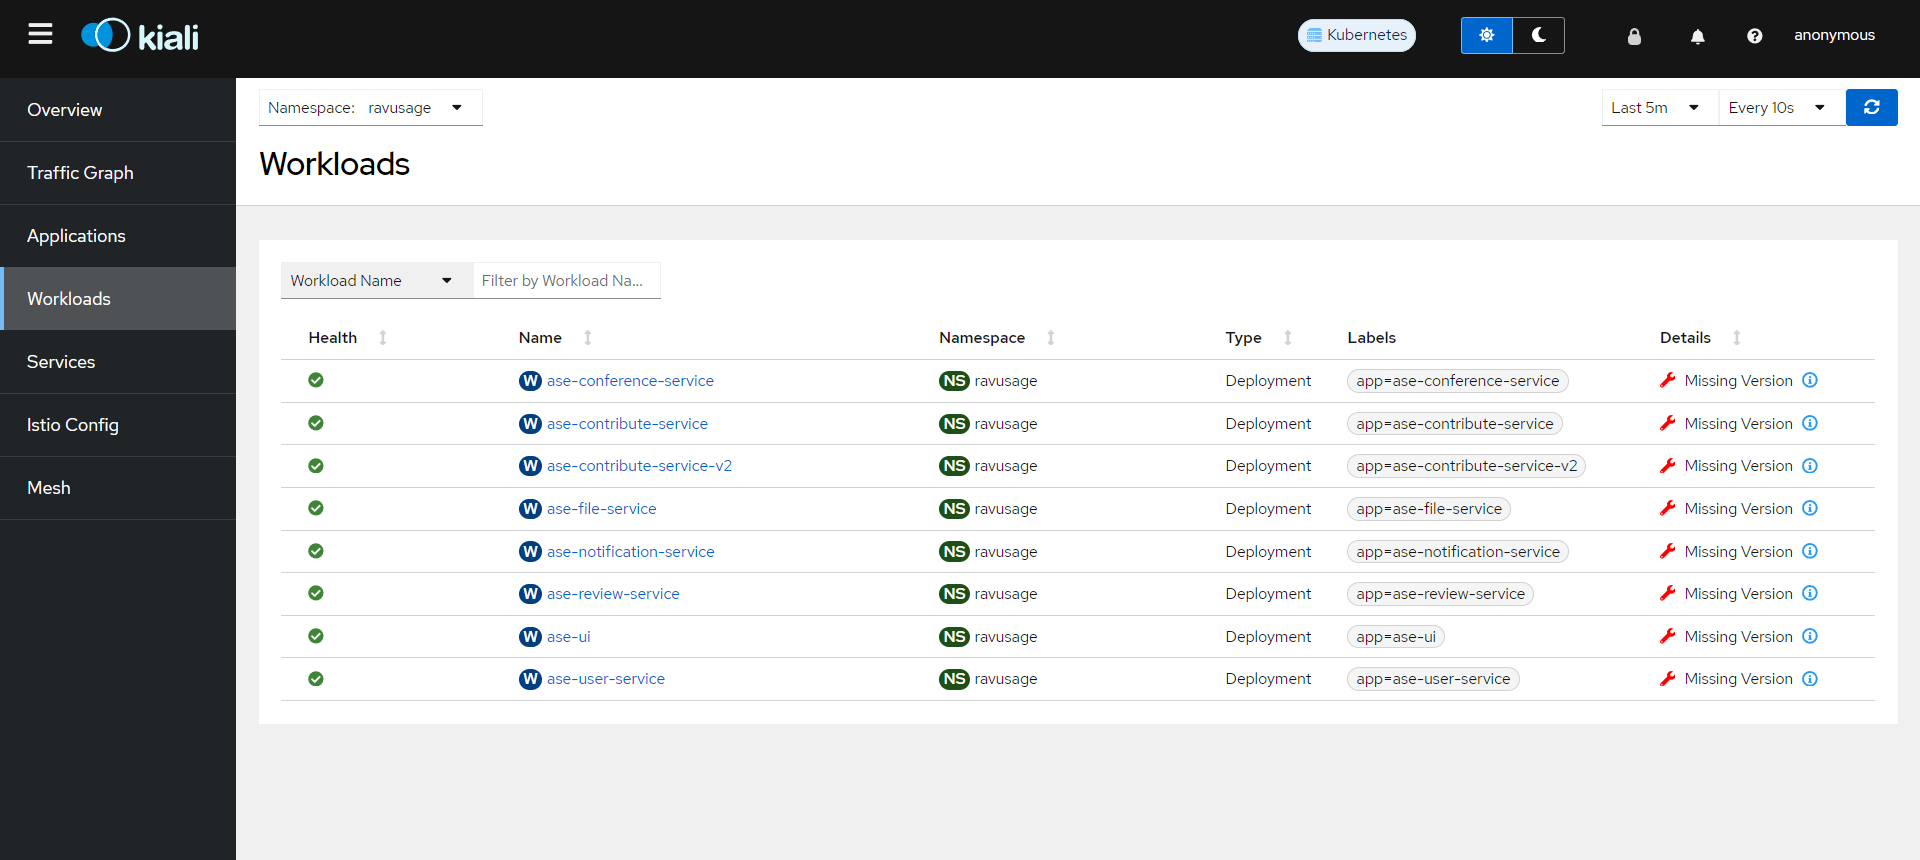 kiali
Kubernetes
anonymous
Overview
Traffic Graph
Applications
Workloads
Services
Istio Config
Mesh
Namespace: ravusage
Last 5m Every 10s
Workloads
Workload Name Filter by Workload Na...
Health Name Namespace Type Labels Details
W ase-conference-service NS ravusage Deployment app=ase-conference-service Missing Version
W ase-contribute-service NS ravusage Deployment app=ase-contribute-service Missing Version
W ase-contribute-service-v2 NS ravusage Deployment app=ase-contribute-service-v2 Missing Version
W ase-file-service NS ravusage Deployment app=ase-file-service Missing Version
W ase-notification-service NS ravusage Deployment app=ase-notification-service Missing Version
W ase-review-service NS ravusage Deployment app=ase-review-service Missing Version
W ase-ui NS ravusage Deployment app=ase-ui Missing Version
W ase-user-service NS ravusage Deployment app=ase-user-service Missing Version